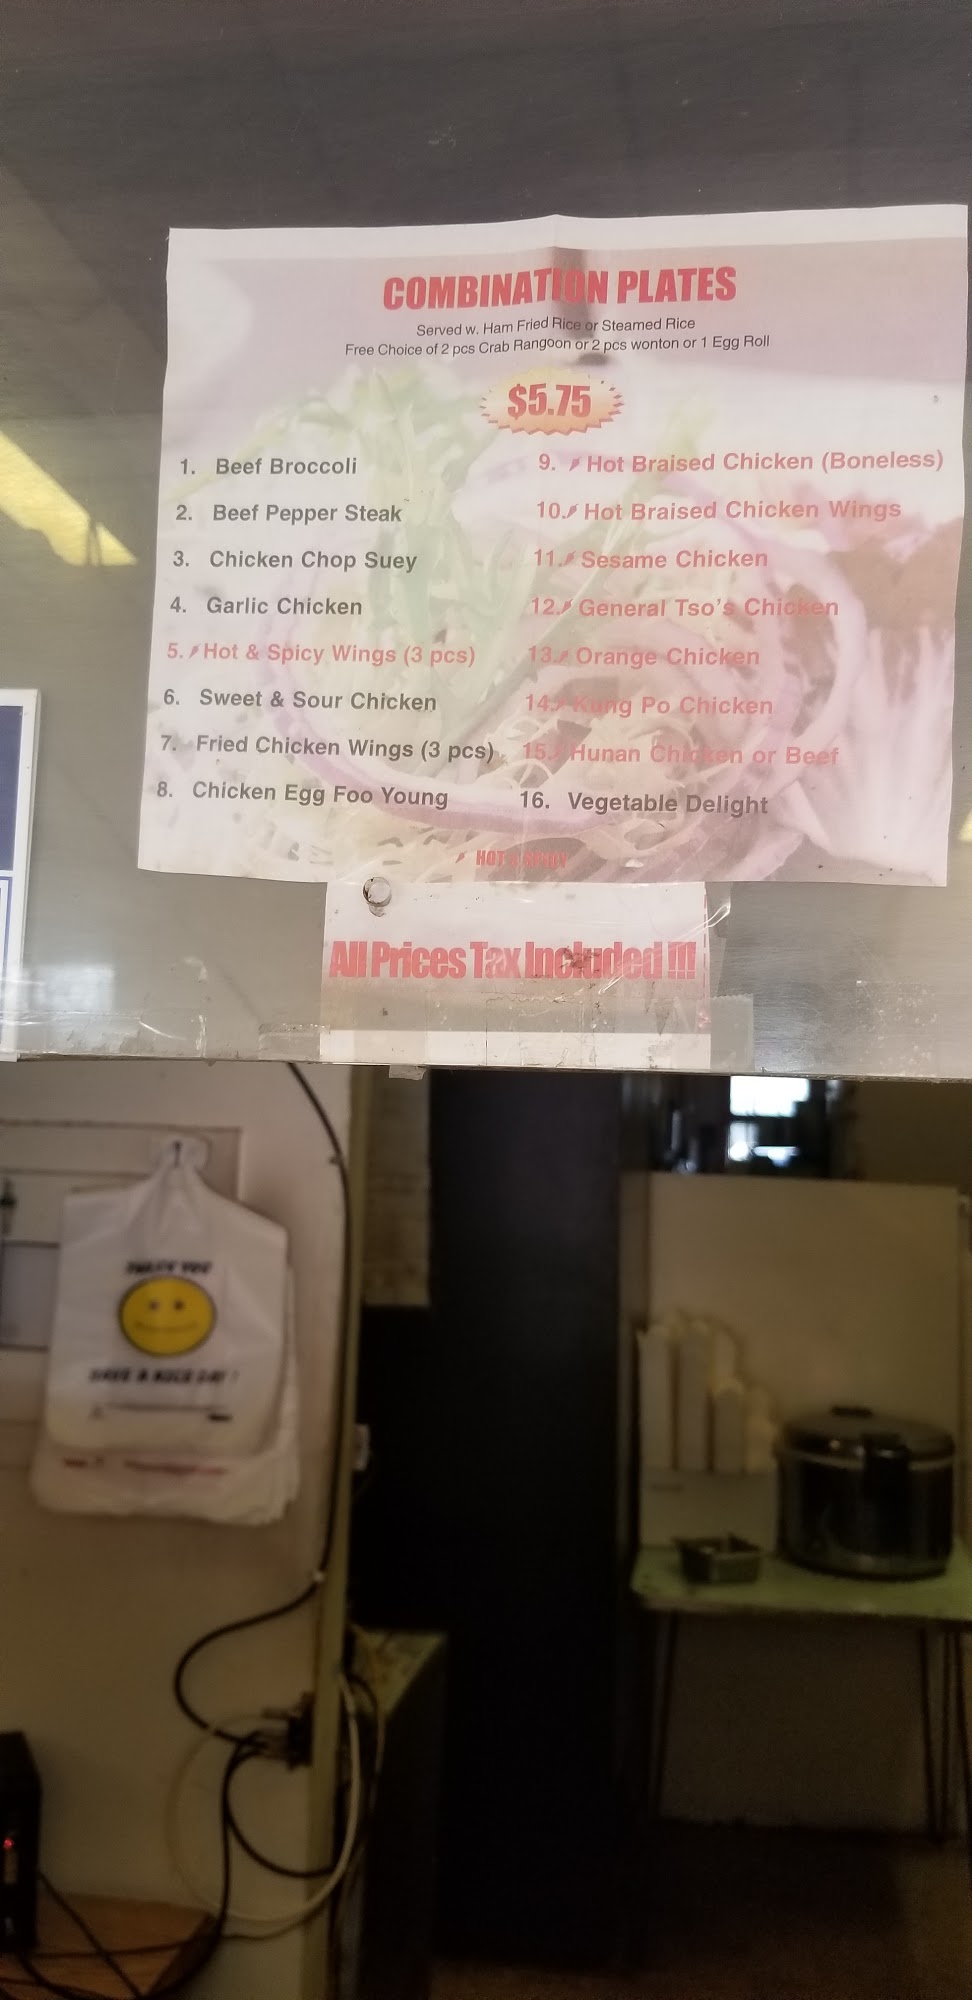 COMBINATION PLATES
Served w. Ham Fried Rice or Steamed Rice
Free Choice of 2 pcs Crab Rangoon or 2 pcs wonton or 1 Egg Roll
$5.75
1. Beef Broccoli
2. Beef Pepper Steak
3. Chicken Chop Suey
4. Garlic Chicken
5. Hot & Spicy Wings (3 pcs)
6. Sweet & Sour Chicken
7. Fried Chicken Wings (3 pcs)
8. Chicken Egg Foo Young
9. Hot Braised Chicken (Boneless)
10. Hot Braised Chicken Wings
11. Sesame Chicken
12. General Tso's Chicken
13. Orange Chicken
14. Kung Po Chicken
15. Hunan Chicken or Beef
16. Vegetable Delight
HOT & SPICY
All Prices Tax Included !!!
THANK YOU
HAVE A NICE DAY !